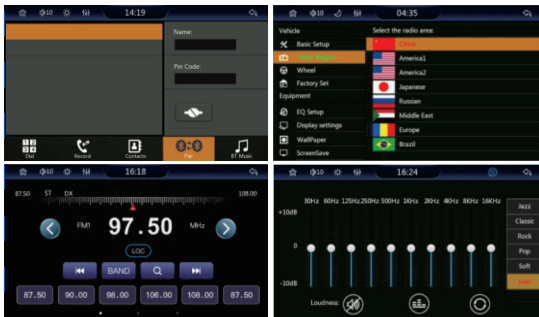 10
14:19
Name:
Pin Code:
Dial
Record
Contacts
Pair
BT Music
10
04:35
Vehicle
Select the radio area:
Basic Setup
China
Tuner Region
America1
Wheel
America2
Factory Set
Japanese
Equipment
Russian
EQ Setup
Middle East
Display settings
Europe
WallPaper
Brazil
ScreenSave
10
16:18
87.50 ST DX 108.00
FM1 97.50 MHz
LOC
BAND
87.50 90.00 98.00 106.00 108.00 87.50
10
16:24
30Hz 60Hz 125Hz 250Hz 500Hz 1KHz 2KHz 4KHz 8KHz 16KHz
+10dB
0
-10dB
Jazz
Classic
Rock
Pop
Soft
User
Loudness: